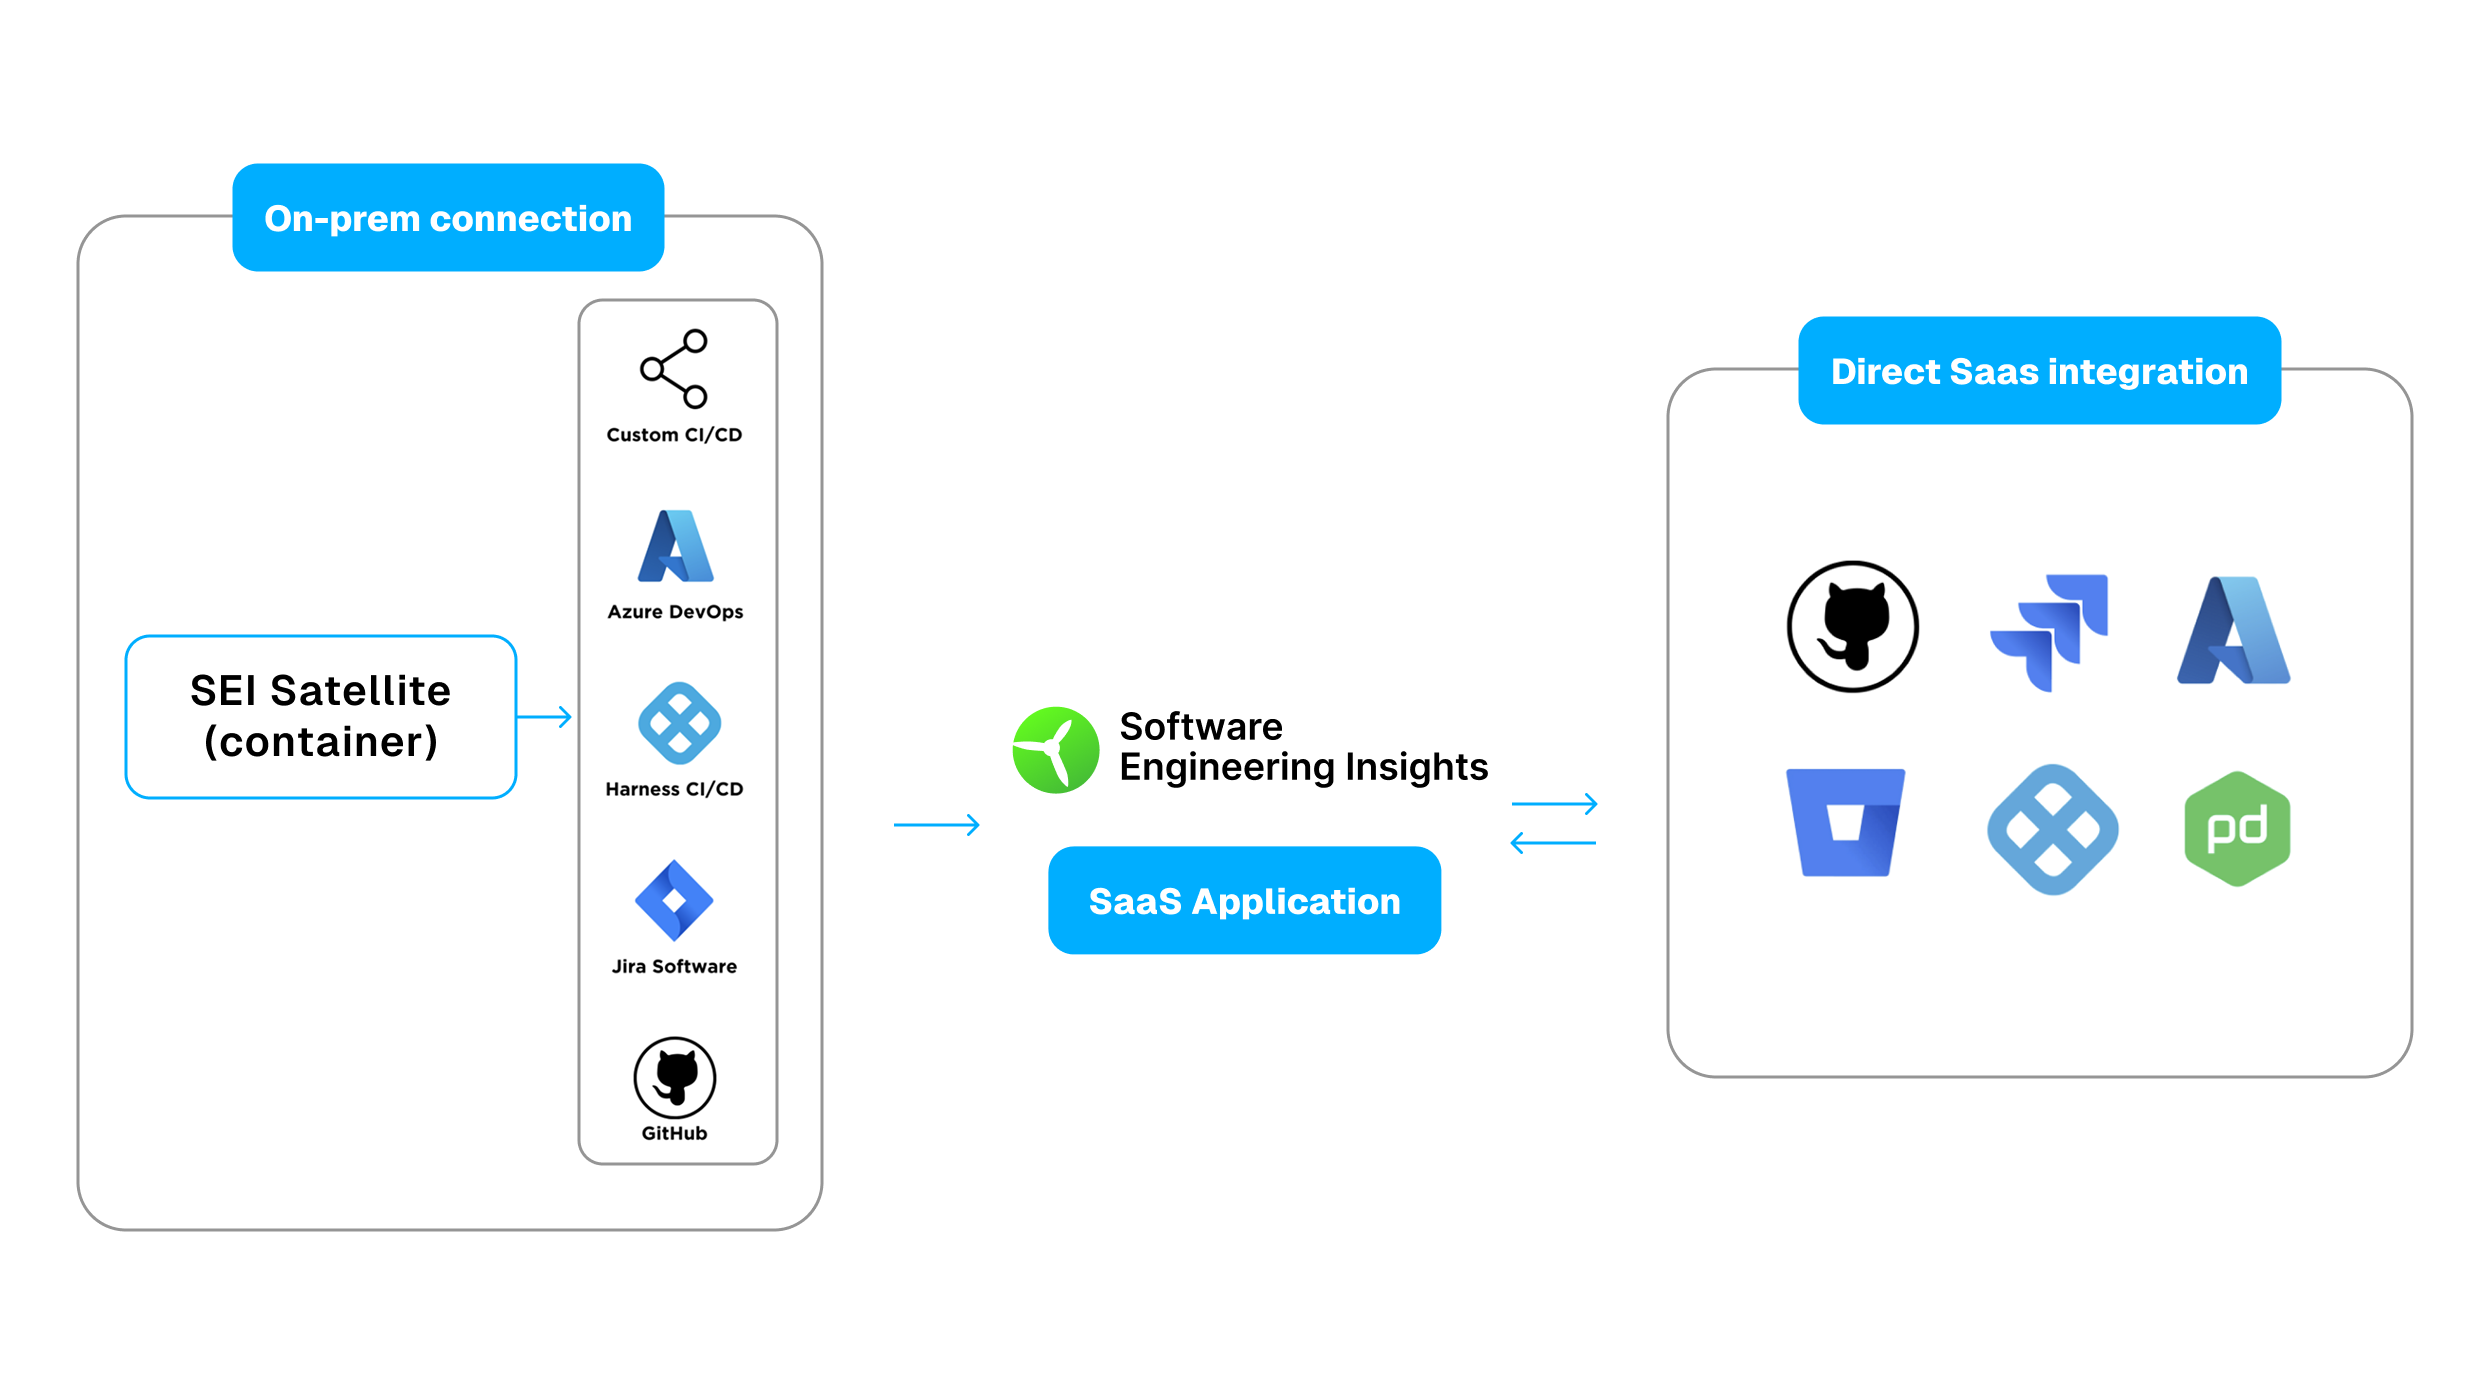 On-prem connection
Custom CI/CD
Azure DevOps
SEI Satellite
(container)
Harness CI/CD
Jira Software
GitHub
Software
Engineering Insights
SaaS Application
Direct Saas integration
pd